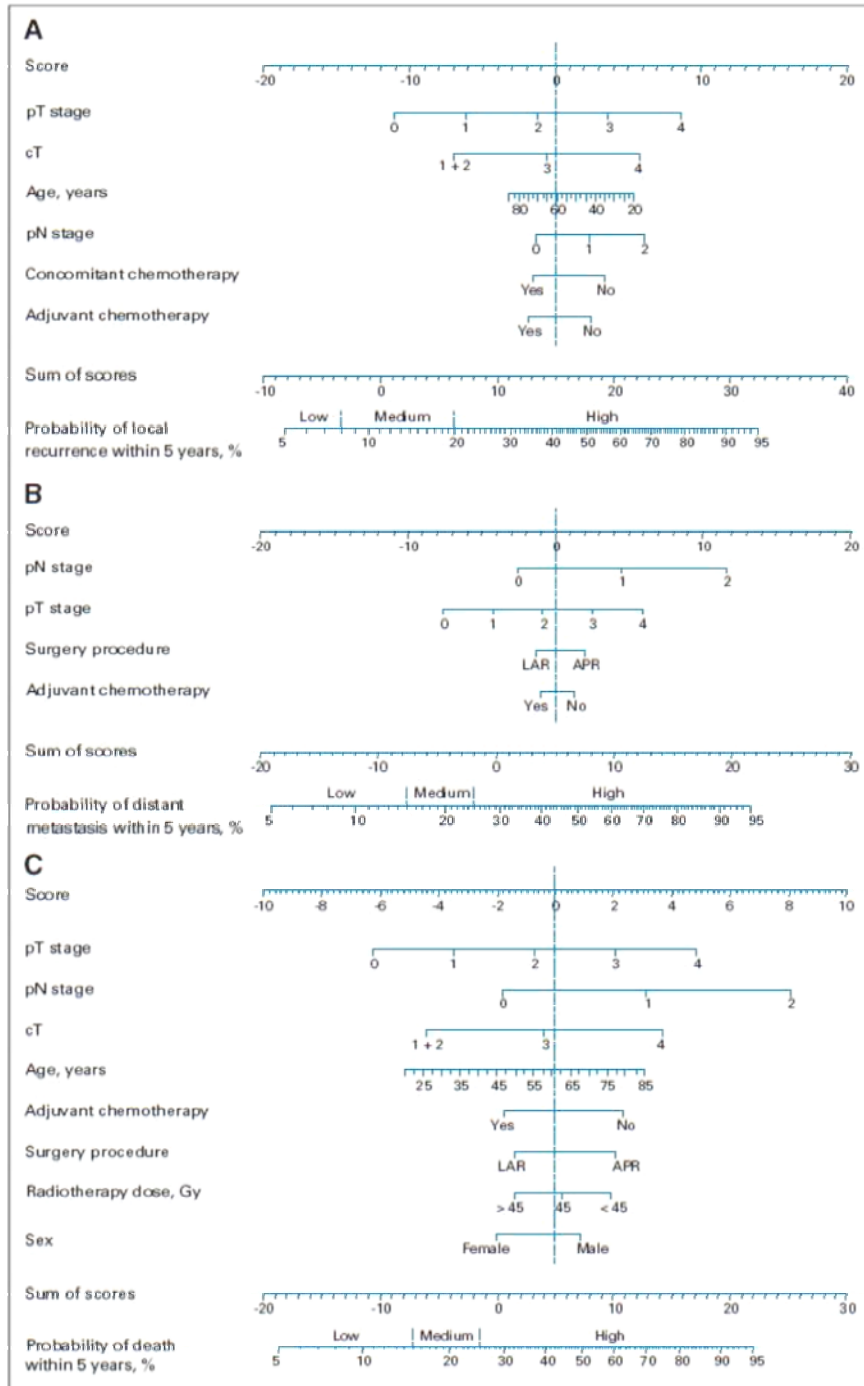 A
Score
-20 -10 0 10 20
pT stage
0 1 2 3 4
cT
1 + 2 3 4
Age, years
80 60 40 20
pN stage
0 1 2
Concomitant chemotherapy
Yes No
Adjuvant chemotherapy
Yes No
Sum of scores
-10 0 10 20 30 40
Low Medium High
Probability of local
recurrence within 5 years, %
5 10 20 30 40 50 60 70 80 90 95
B
Score
-20 -10 0 10 20
pN stage
0 1 2
pT stage
0 1 2 3 4
Surgery procedure
LAR APR
Adjuvant chemotherapy
Yes No
Sum of scores
-20 -10 0 10 20 30
Low Medium High
Probability of distant
metastasis within 5 years, %
5 10 20 30 40 50 60 70 80 90 95
C
Score
-10 -8 -6 -4 -2 0 2 4 6 8 10
pT stage
0 1 2 3 4
pN stage
0 1 2
cT
1 + 2 3 4
Age, years
25 35 45 55 65 75 85
Adjuvant chemotherapy
Yes No
Surgery procedure
LAR APR
Radiotherapy dose, Gy
> 45 45 < 45
Sex
Female Male
Sum of scores
-20 -10 0 10 20 30
Low Medium High
Probability of death
within 5 years, %
5 10 20 30 40 50 60 70 80 90 95